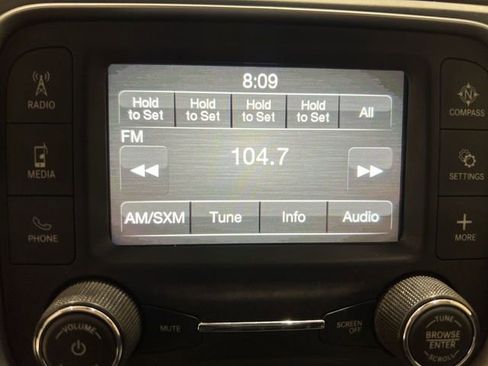 8:09
RADIO
Hold to Set Hold to Set Hold to Set Hold to Set All
COMPASS
N
FM
104.7
MEDIA
SETTINGS
AM/SXM Tune Info Audio
PHONE
MORE
VOLUME
MUTE
SCREEN OFF
TUNE
BROWSE
ENTER
SCROLL